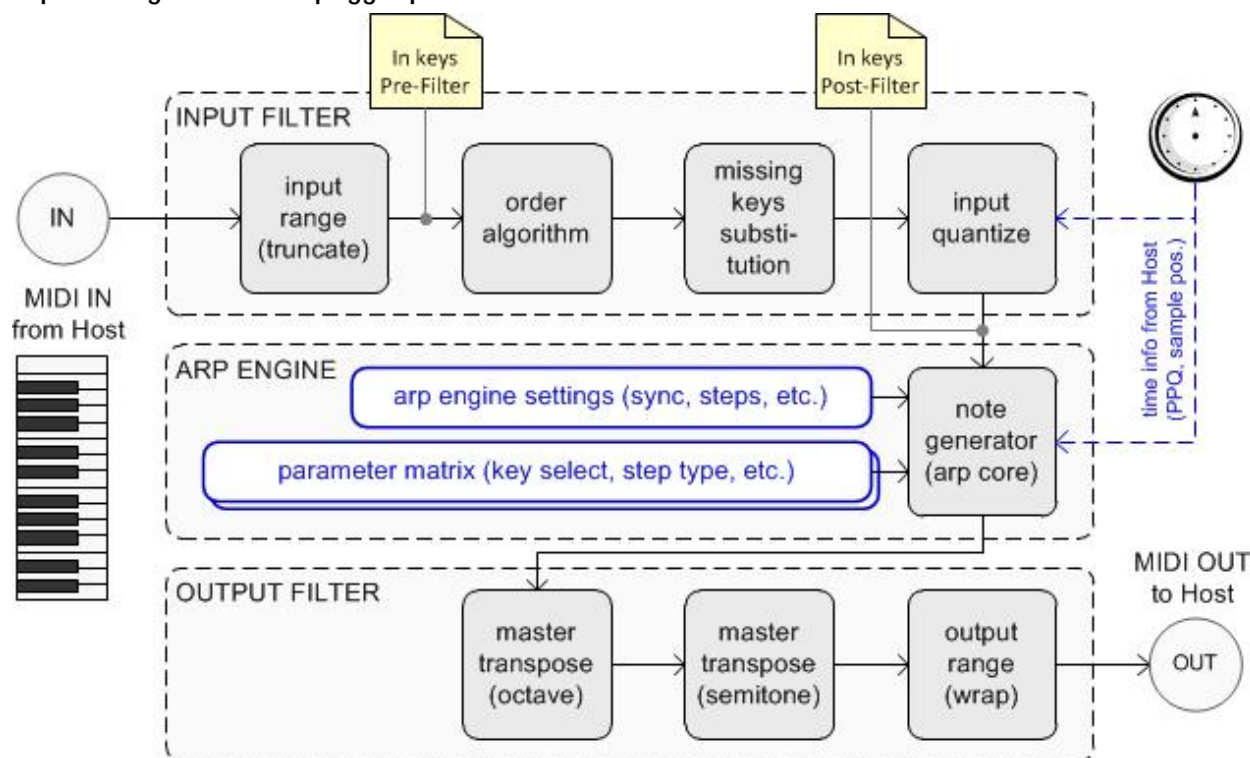 In keys
Pre-Filter
In keys
Post-Filter
INPUT FILTER
IN
input
range
(truncate)
order
algorithm
missing
keys
substi-
tution
input
quantize
MIDI IN
from Host
time info from Host
(PPQ, sample pos.)
ARP ENGINE
arp engine settings (sync, steps, etc.)
parameter matrix (key select, step type, etc.)
note
generator
(arp core)
OUTPUT FILTER
master
transpose
(octave)
master
transpose
(semitone)
output
range
(wrap)
MIDI OUT
to Host
OUT